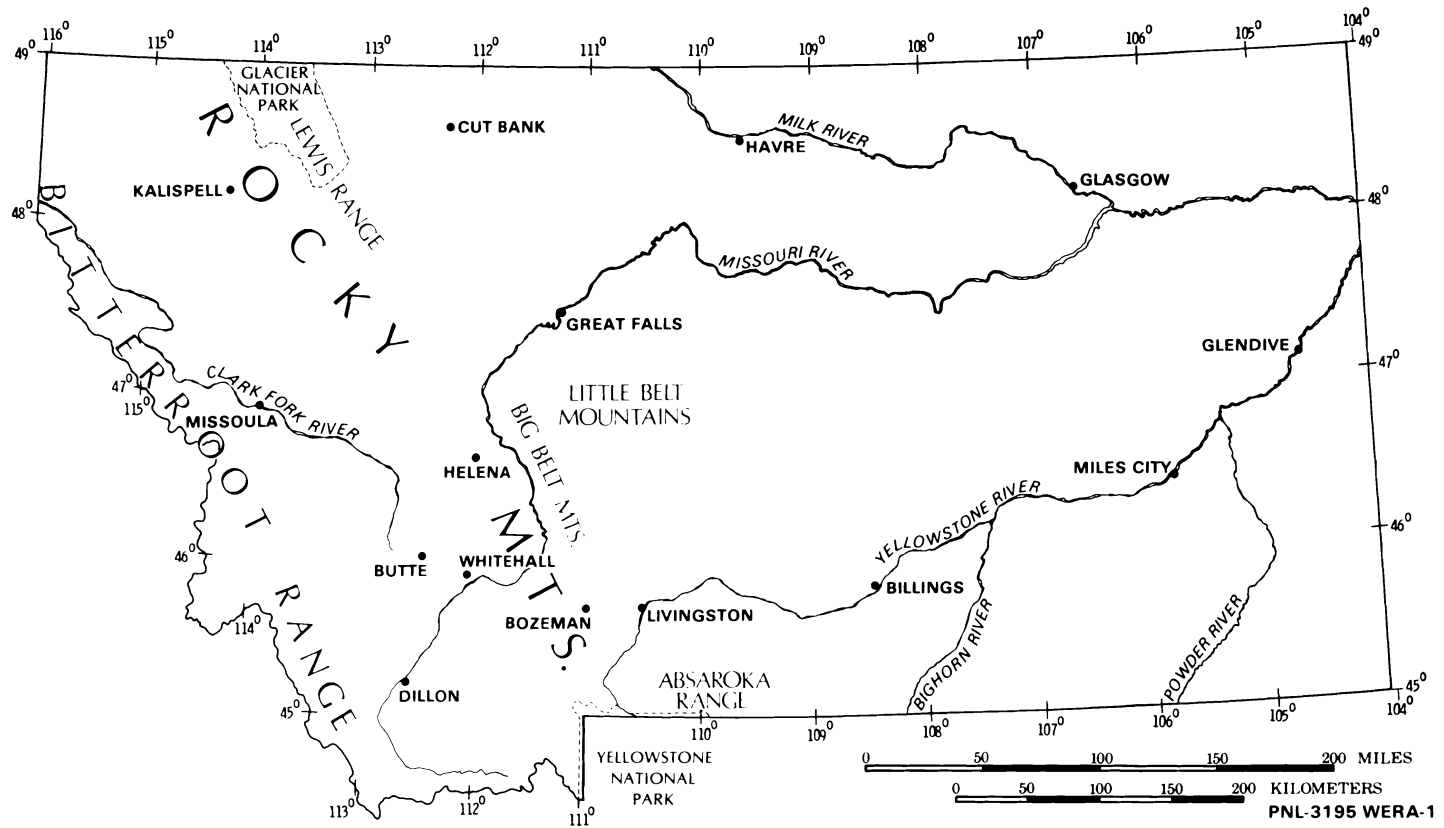 116° 115° 114° 113° 112° 111° 110° 109° 108° 107° 106° 105° 104°
49° 49°
GLACIER
NATIONAL
PARK
LEWIS RANGE
CUT BANK
KALISPELL
MILK RIVER
HAVRE
GLASGOW
48° 48°
ROCKY MTS.
BITTERROOT RANGE
MISSOURI RIVER
GREAT FALLS
GLENDIVE
47° 47°
115°
CLARK FORK RIVER
MISSOULA
LITTLE BELT
MOUNTAINS
BIG BELT MTS.
HELENA
MILES CITY
YELLOWSTONE RIVER
46° 46°
BUTTE
WHITEHALL
BILLINGS
BOZEMAN
LIVINGSTON
114°
BIGHORN RIVER
POWDER RIVER
DILLON
ABSAROKA
RANGE
45° 45°
110° 109° 108° 107° 106° 105° 104°
YELLOWSTONE
NATIONAL
PARK
113° 112° 111°
0 50 100 150 200 MILES
0 50 100 150 200 KILOMETERS
PNL-3195 WERA-1